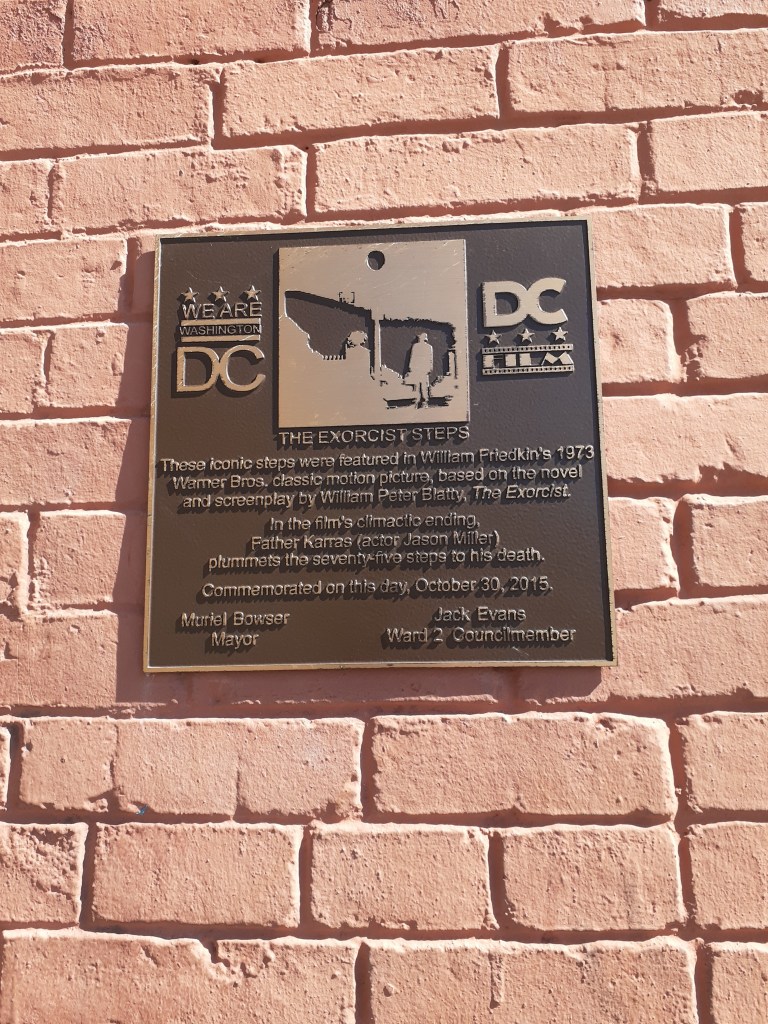 WE ARE
WASHINGTON
DC
DC
FILM
THE EXORCIST STEPS
These iconic steps were featured in William Friedkin's 1973
Warner Bros. classic motion picture, based on the novel
and screenplay by William Peter Blatty, The Exorcist.
In the film's climactic ending,
Father Karras (actor Jason Miller)
plummets the seventy-five steps to his death.
Commemorated on this day, October 30, 2015.
Muriel Bowser
Mayor
Jack Evans
Ward 2 Councilmember